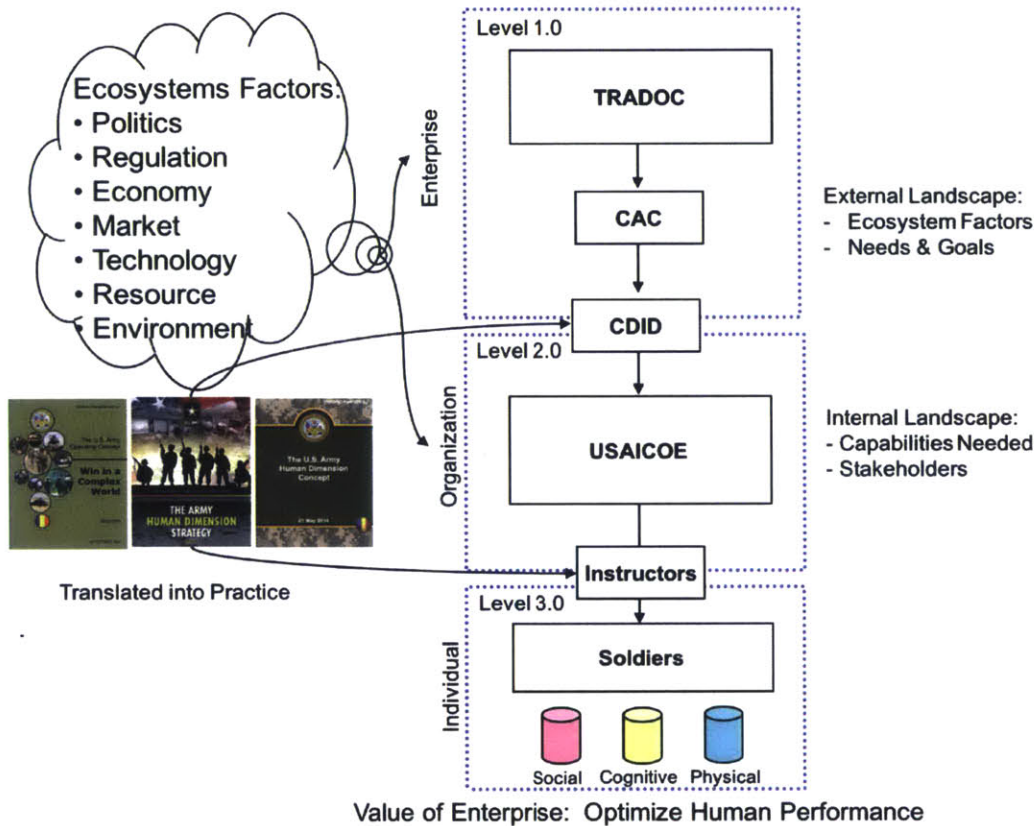 Ecosystems Factors:
• Politics
• Regulation
• Economy
• Market
• Technology
• Resource
• Environment
Enterprise
Level 1.0
TRADOC
CAC
CDID
External Landscape:
- Ecosystem Factors
- Needs & Goals
Organization
Level 2.0
USAICOE
Instructors
Internal Landscape:
- Capabilities Needed
- Stakeholders
The U.S. Army
Operating Concept
Win in a
Complex
World
THE ARMY
HUMAN DIMENSION
STRATEGY
The U.S. Army
Human Dimension
Concept
21 May 2014
Translated into Practice
Individual
Level 3.0
Soldiers
Social
Cognitive
Physical
Value of Enterprise: Optimize Human Performance